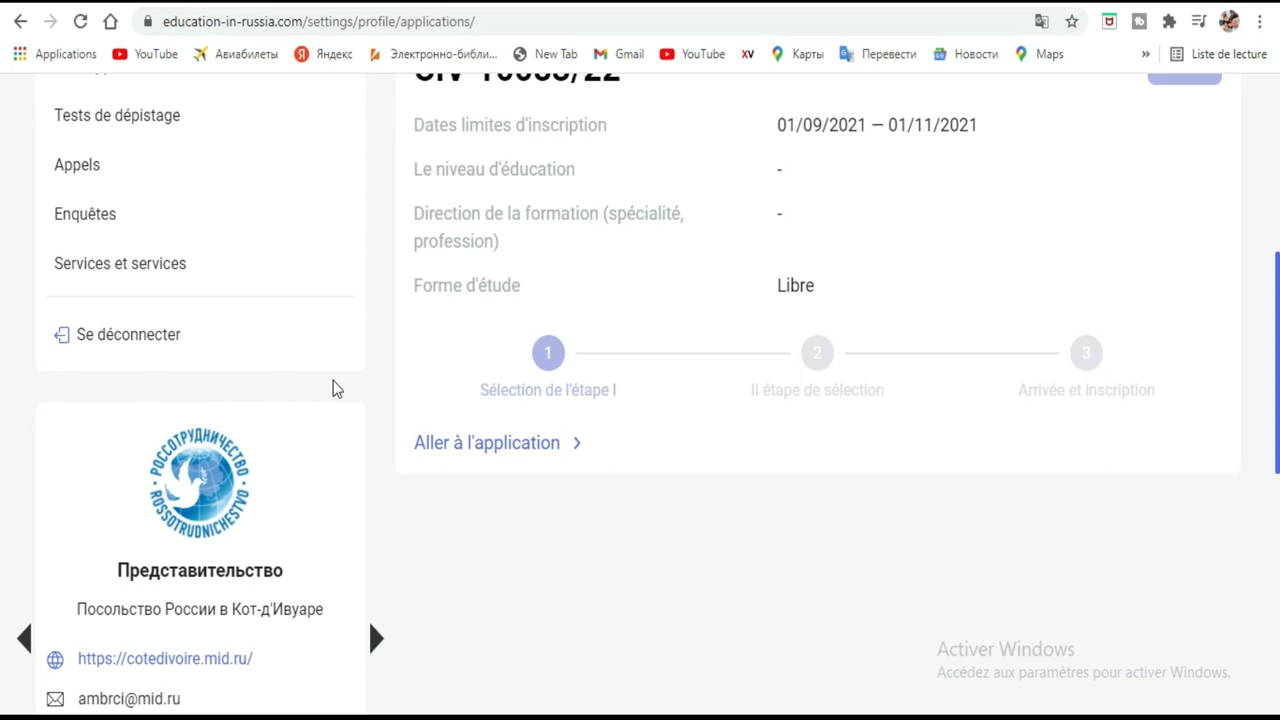 education-in-russia.com/settings/profile/applications/
Applications YouTube Авиабилеты Яндекс Электронно-библи... New Tab Gmail YouTube XV Карты Перевести Новости Maps » Liste de lecture
Tests de dépistage
Appels
Enquêtes
Services et services
Se déconnecter
РОССОТРУДНИЧЕСТВО
ROSSOTRUDNICHESTVO
Представительство
Посольство России в Кот-д'Ивуаре
https://cotedivoire.mid.ru/
ambrci@mid.ru
Dates limites d'inscription 01/09/2021 — 01/11/2021
Le niveau d'éducation -
Direction de la formation (spécialité, -
profession)
Forme d'étude Libre
1 2 3
Sélection de l'étape I II étape de sélection Arrivée et inscription
Aller à l'application >
Activer Windows
Accédez aux paramètres pour activer Windows.